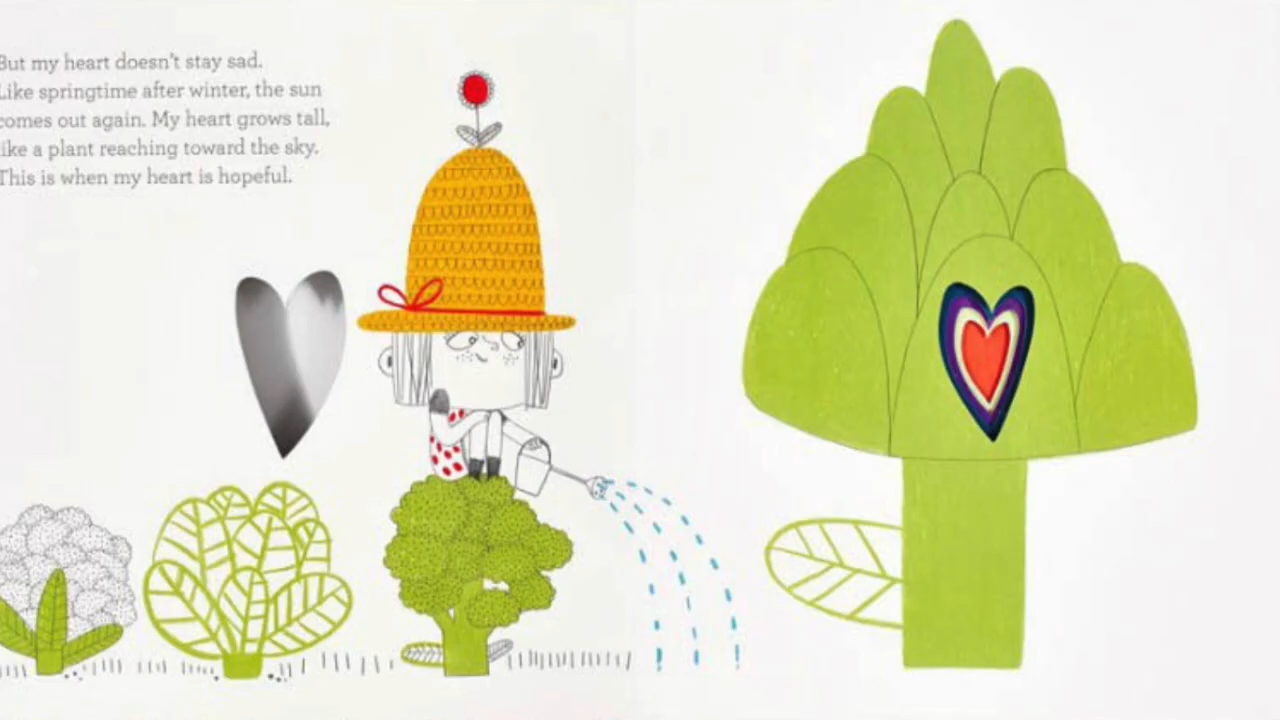 But my heart doesn't stay sad.
Like springtime after winter, the sun
comes out again. My heart grows tall,
like a plant reaching toward the sky.
This is when my heart is hopeful.